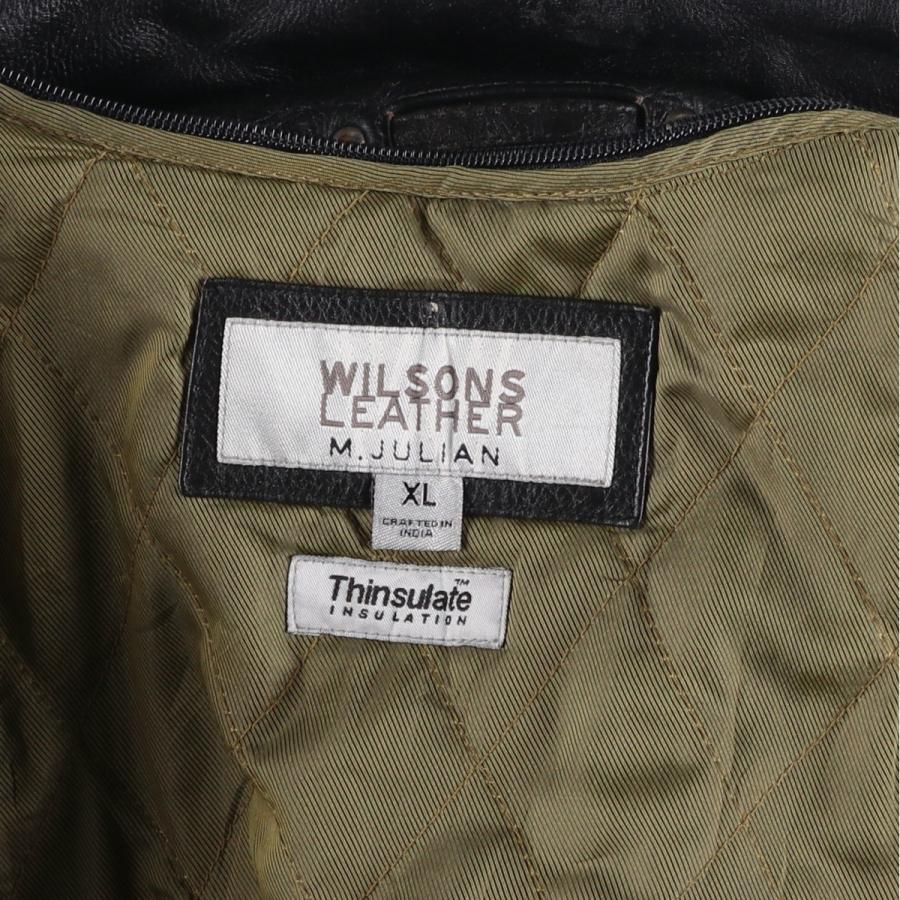 WILSONS
LEATHER
M.JULIAN
XL
CRAFTED IN
INDIA
Thinsulate™
INSULATION